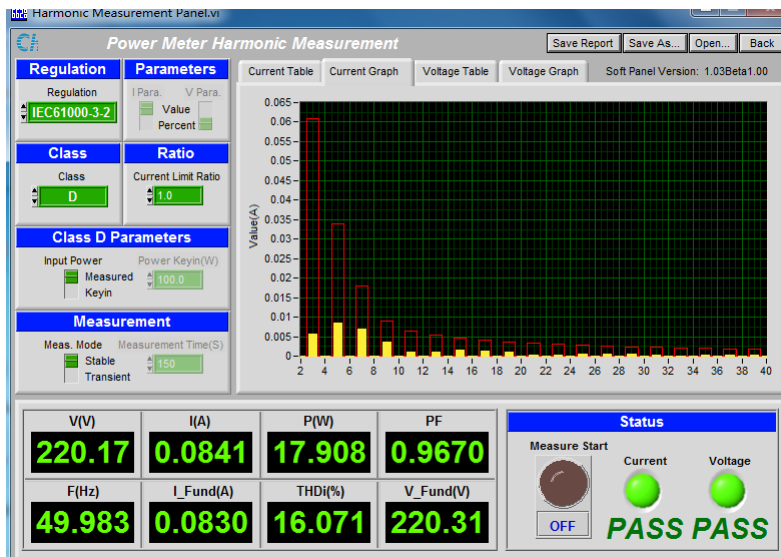 Harmonic Measurement Panel.vi
Power Meter Harmonic Measurement
Save Report Save As... Open... Back
Regulation
Regulation
IEC61000-3-2
Parameters
I Para. V Para.
Value
Percent
Class
Class
D
Ratio
Current Limit Ratio
1.0
Class D Parameters
Input Power Power Keyin(W)
Measured 100.0
Keyin
Measurement
Meas. Mode Measurement Time(S)
Stable 150
Transient
Current Table Current Graph Voltage Table Voltage Graph Soft Panel Version: 1.03Beta1.00
Value(A)
0.065
0.06
0.055
0.05
0.045
0.04
0.035
0.03
0.025
0.02
0.015
0.01
0.005
0
2 4 6 8 10 12 14 16 18 20 22 24 26 28 30 32 34 36 38 40
V(V) I(A) P(W) PF
220.17 0.0841 17.908 0.9670
F(Hz) I_Fund(A) THDi(%) V_Fund(V)
49.983 0.0830 16.071 220.31
Status
Measure Start
OFF
Current Voltage
PASS PASS